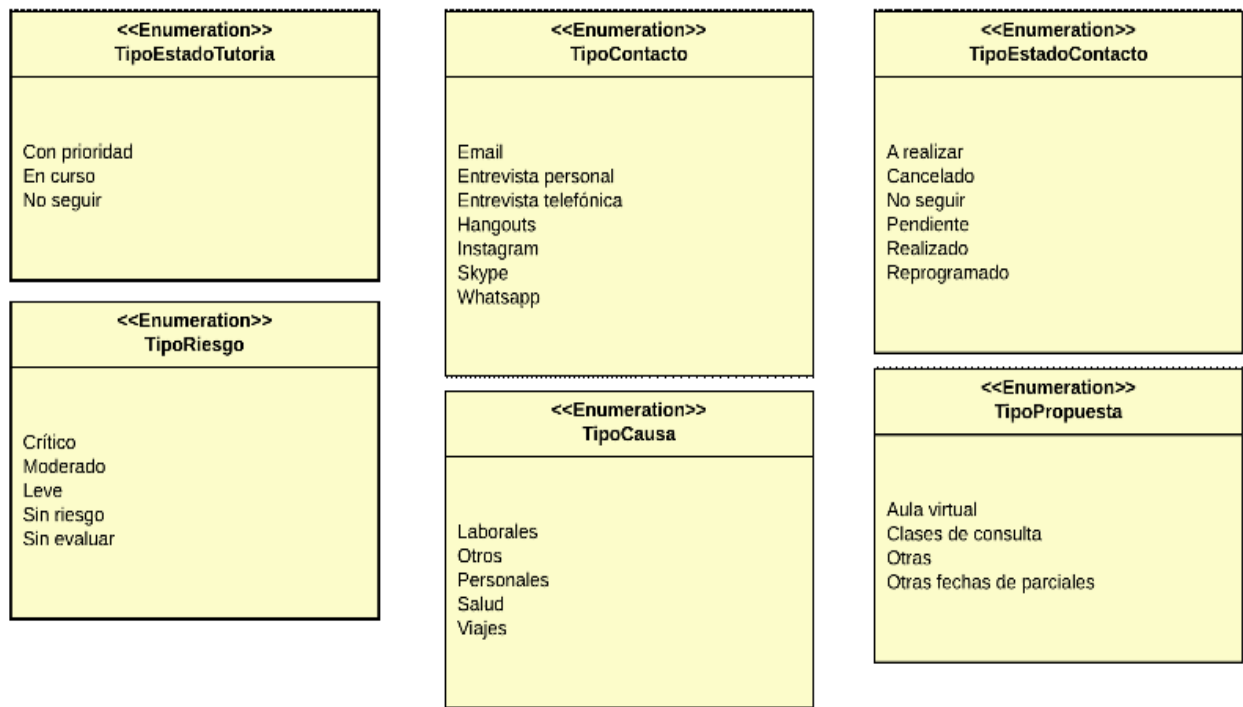 <<Enumeration>>
TipoEstadoTutoria
Con prioridad
En curso
No seguir
<<Enumeration>>
TipoRiesgo
Crítico
Moderado
Leve
Sin riesgo
Sin evaluar
<<Enumeration>>
TipoContacto
Email
Entrevista personal
Entrevista telefónica
Hangouts
Instagram
Skype
Whatsapp
<<Enumeration>>
TipoCausa
Laborales
Otros
Personales
Salud
Viajes
<<Enumeration>>
TipoEstadoContacto
A realizar
Cancelado
No seguir
Pendiente
Realizado
Reprogramado
<<Enumeration>>
TipoPropuesta
Aula virtual
Clases de consulta
Otras
Otras fechas de parciales